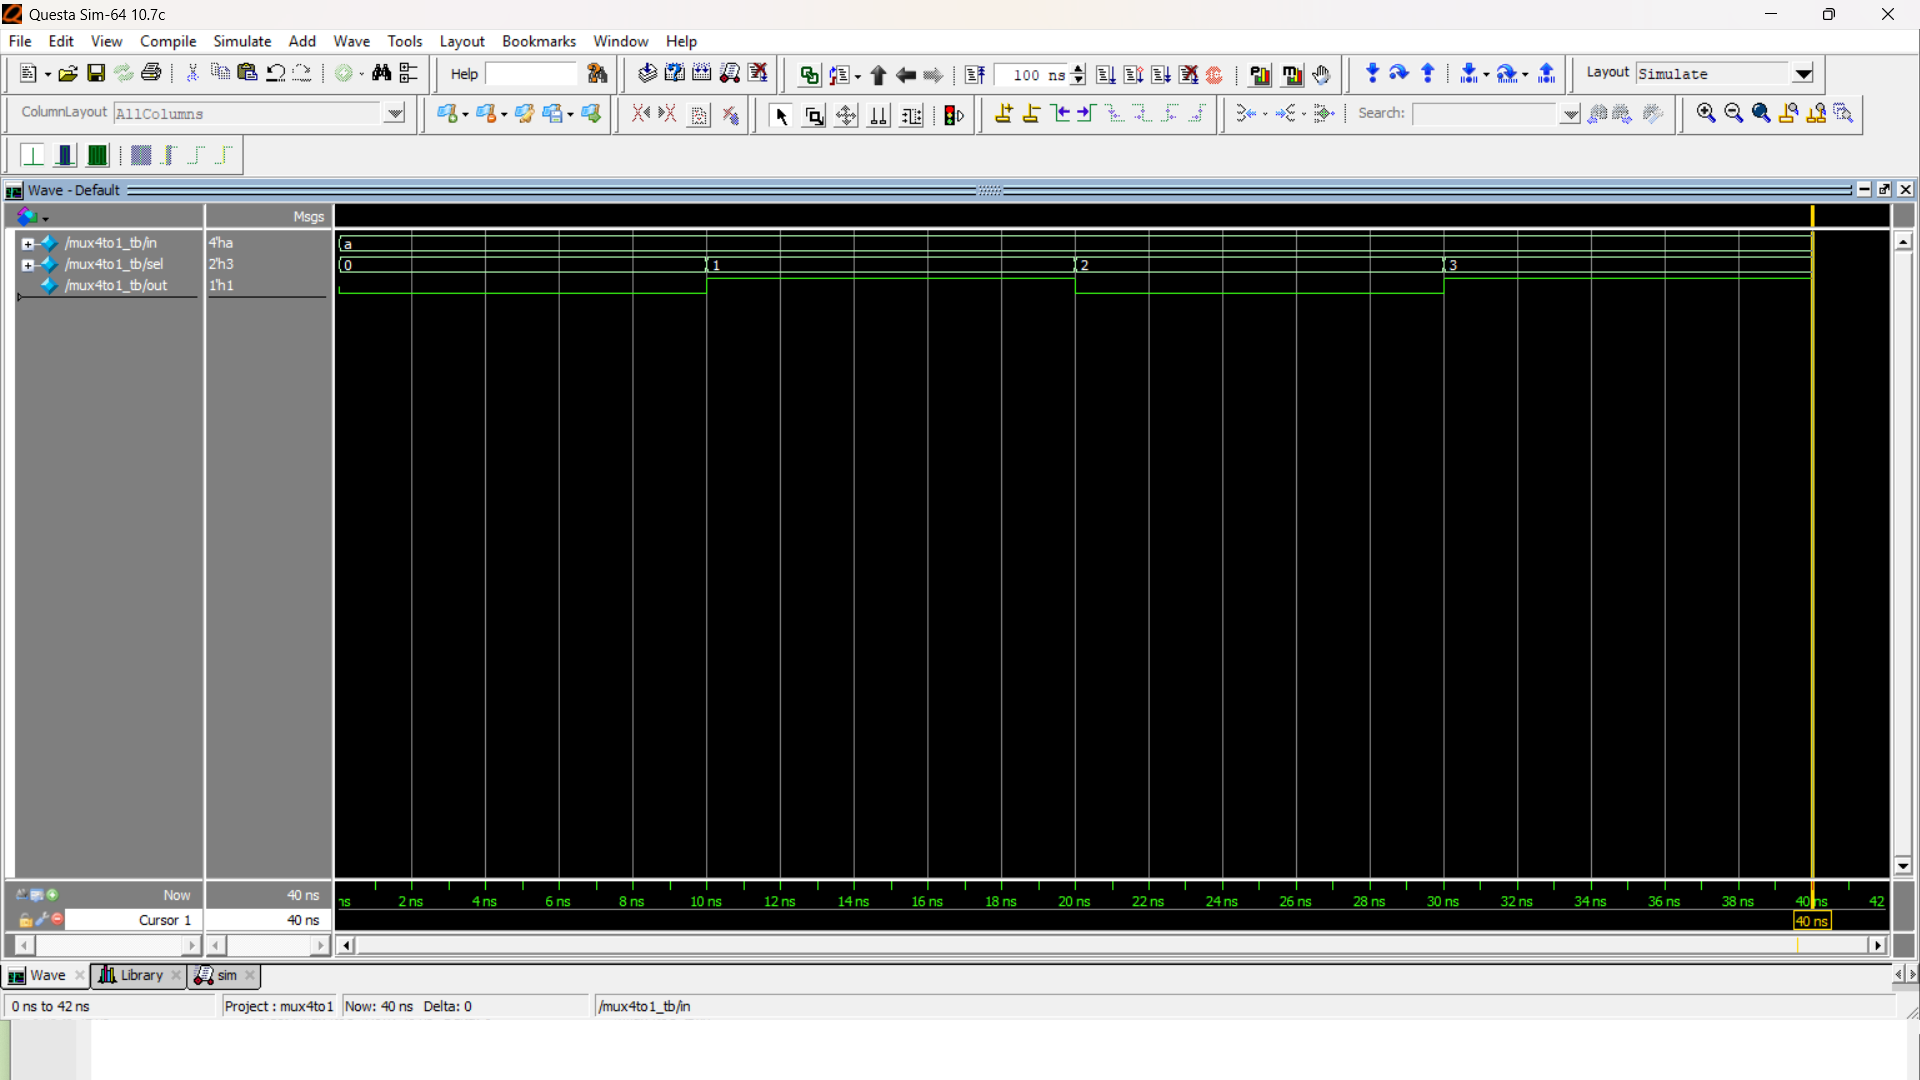 Questa Sim-64 10.7c
File Edit View Compile Simulate Add Wave Tools Layout Bookmarks Window Help
Help 100 ns Layout Simulate
ColumnLayout AllColumns Search:
Wave - Default
Msgs
/mux4to1_tb/in 4'ha a
/mux4to1_tb/sel 2'h3 0 1 2 3
/mux4to1_tb/out 1'h1
Now 40 ns ns 2 ns 4 ns 6 ns 8 ns 10 ns 12 ns 14 ns 16 ns 18 ns 20 ns 22 ns 24 ns 26 ns 28 ns 30 ns 32 ns 34 ns 36 ns 38 ns 40 ns 42
Cursor 1 40 ns 40 ns
Wave Library sim
0 ns to 42 ns Project : mux4to1 Now: 40 ns Delta: 0 /mux4to1_tb/in